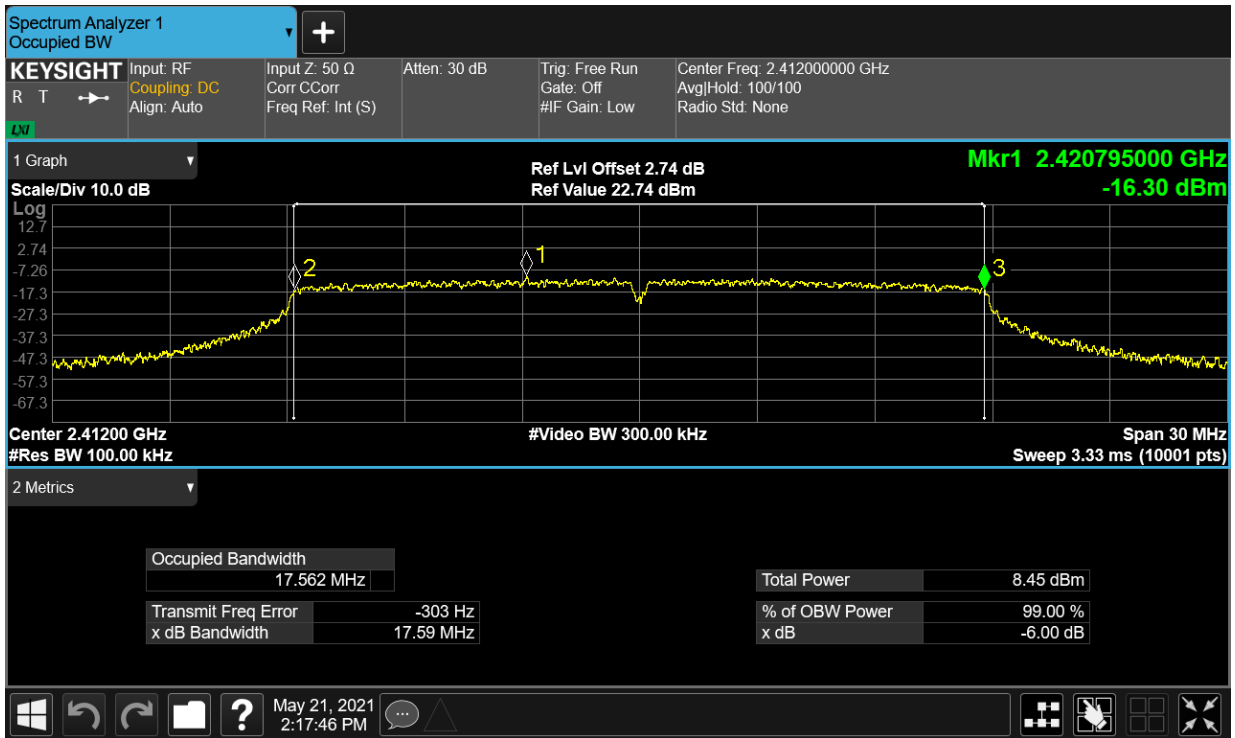 Spectrum Analyzer 1
Occupied BW
KEYSIGHT
R T
LXI
Input: RF
Coupling: DC
Align: Auto
Input Z: 50 Ω
Corr CCorr
Freq Ref: Int (S)
Atten: 30 dB
Trig: Free Run
Gate: Off
#IF Gain: Low
Center Freq: 2.412000000 GHz
Avg|Hold: 100/100
Radio Std: None
1 Graph
Scale/Div 10.0 dB
Ref Lvl Offset 2.74 dB
Ref Value 22.74 dBm
Mkr1 2.420795000 GHz
-16.30 dBm
Log
12.7
2.74
-7.26
-17.3
-27.3
-37.3
-47.3
-57.3
-67.3
2
1
3
Center 2.41200 GHz
#Video BW 300.00 kHz
Span 30 MHz
#Res BW 100.00 kHz
Sweep 3.33 ms (10001 pts)
2 Metrics
Occupied Bandwidth
17.562 MHz
Transmit Freq Error -303 Hz
x dB Bandwidth 17.59 MHz
Total Power 8.45 dBm
% of OBW Power 99.00 %
x dB -6.00 dB
?
May 21, 2021
2:17:46 PM